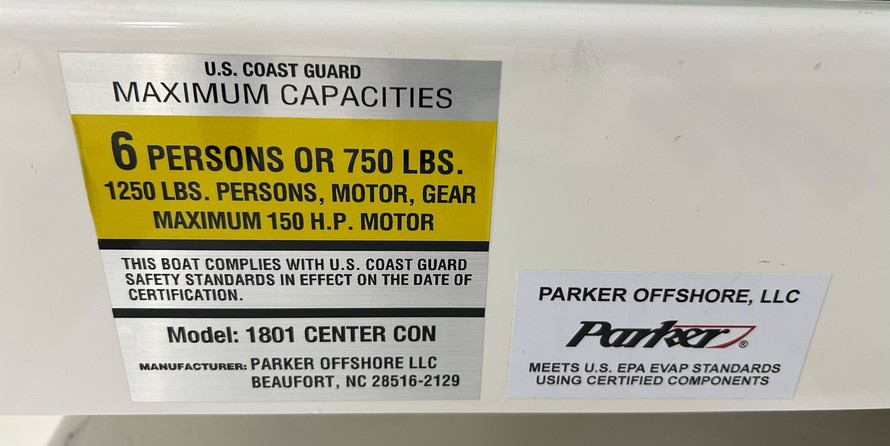 U.S. COAST GUARD
MAXIMUM CAPACITIES
6 PERSONS OR 750 LBS.
1250 LBS. PERSONS, MOTOR, GEAR
MAXIMUM 150 H.P. MOTOR
THIS BOAT COMPLIES WITH U.S. COAST GUARD
SAFETY STANDARDS IN EFFECT ON THE DATE OF
CERTIFICATION.
Model: 1801 CENTER CON
MANUFACTURER: PARKER OFFSHORE LLC
BEAUFORT, NC 28516-2129
PARKER OFFSHORE, LLC
Parker®
MEETS U.S. EPA EVAP STANDARDS
USING CERTIFIED COMPONENTS